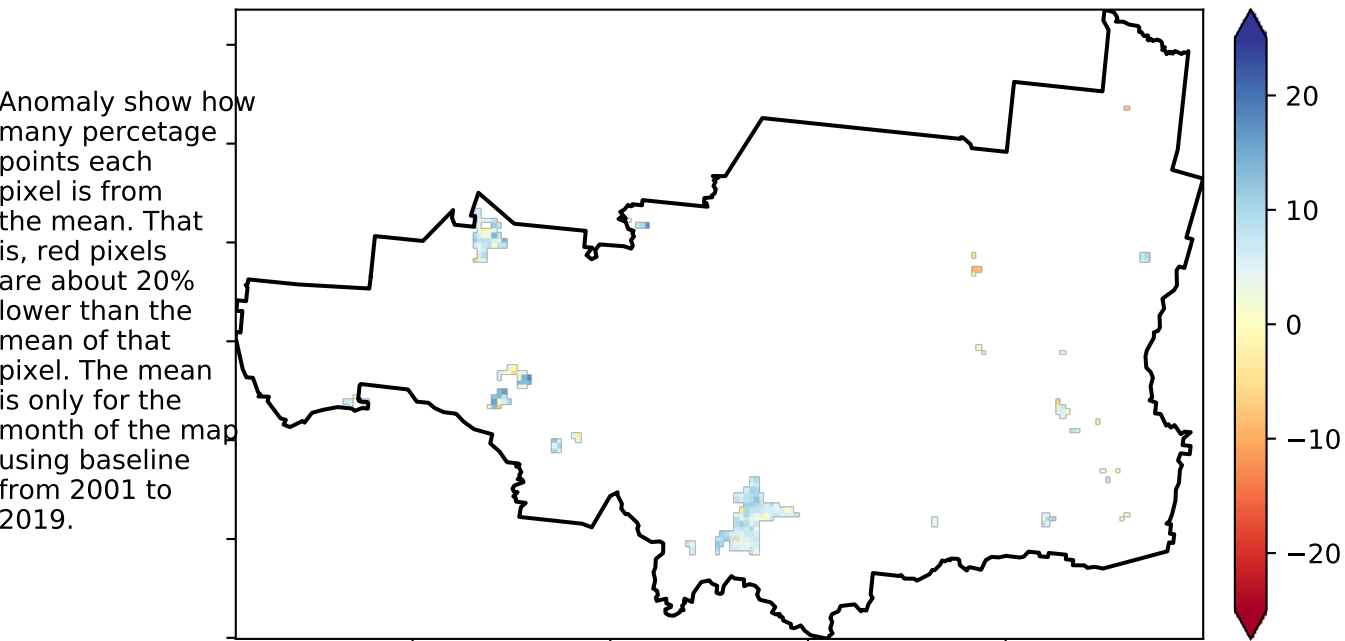 Anomaly show how
many percetage
points each
pixel is from
the mean. That
is, red pixels
are about 20%
lower than the
mean of that
pixel. The mean
is only for the
month of the map
using baseline
from 2001 to
2019.
20
10
0
−10
−20